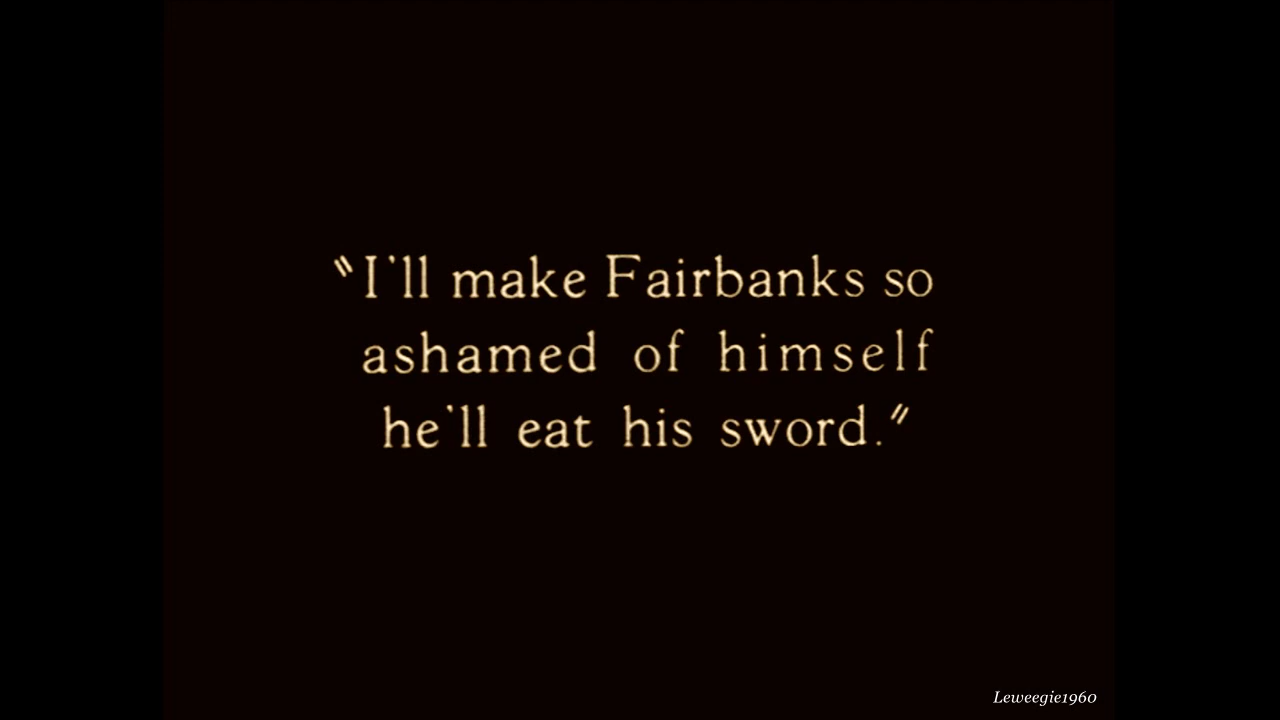 "I'll make Fairbanks so
ashamed of himself
he'll eat his sword."
Leweegie1960